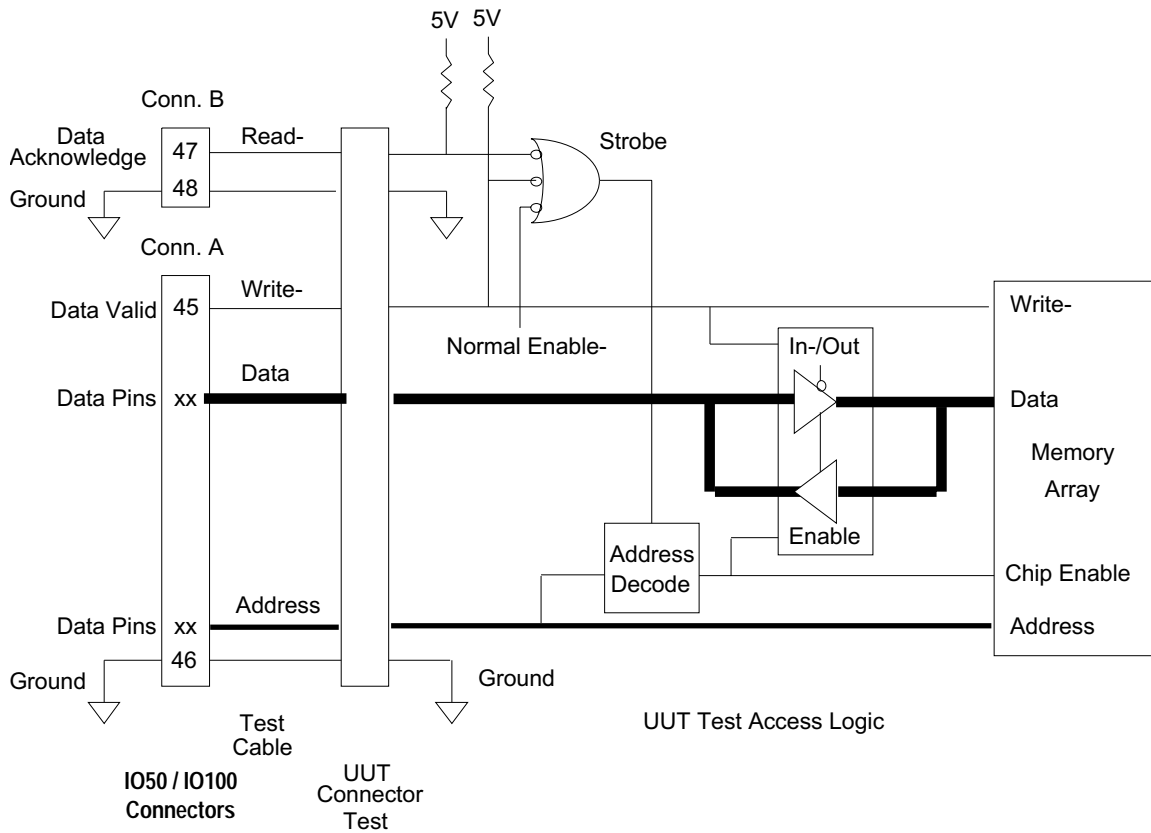 5V
5V
Conn. B
Data
Acknowledge
47
Read-
Strobe
Ground
48
Conn. A
Data Valid
45
Write-
Write-
Normal Enable-
In-/Out
Data Pins
xx
Data
Data
Memory
Array
Enable
Address
Decode
Chip Enable
Data Pins
xx
Address
Address
46
Ground
Ground
Test
Cable
UUT Test Access Logic
IO50 / IO100
Connectors
UUT
Connector
Test